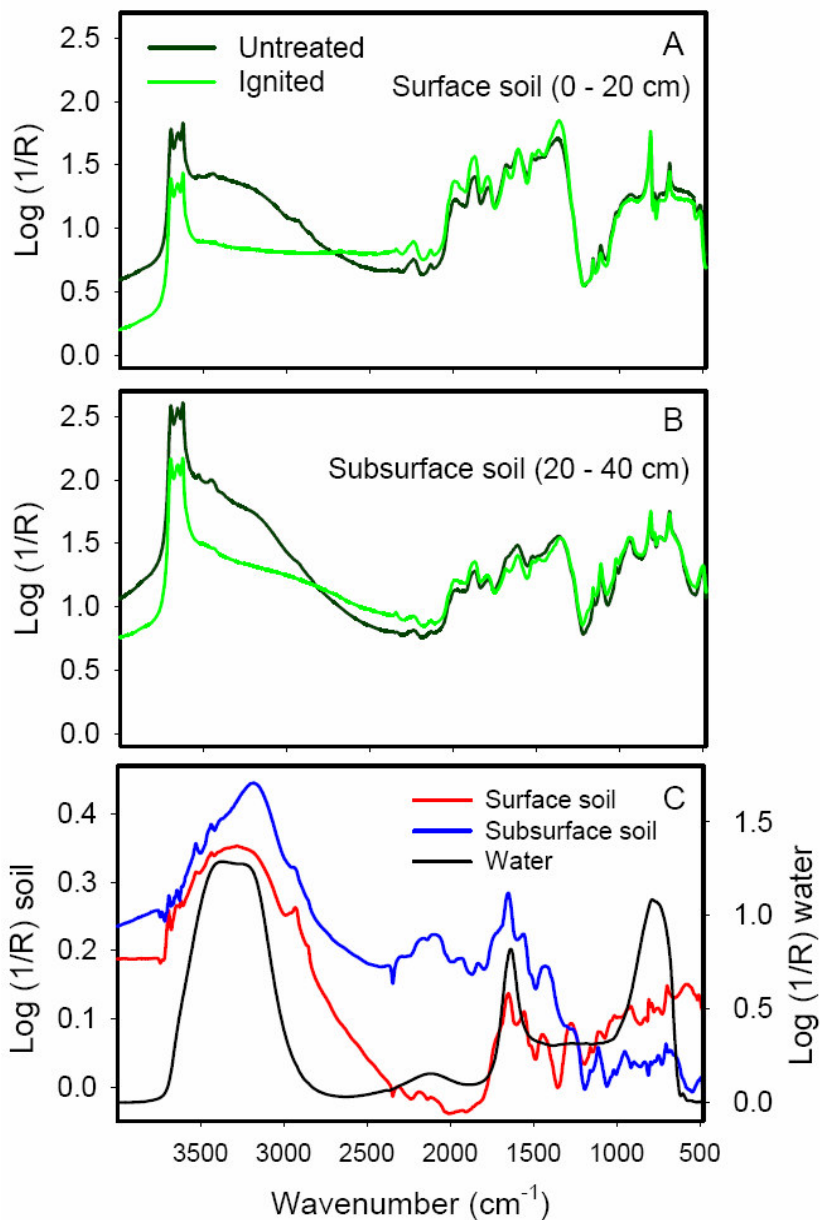 2.5
2.0
1.5
1.0
0.5
0.0
Log (1/R)
Untreated
Ignited
A
Surface soil (0 - 20 cm)
2.5
2.0
1.5
1.0
0.5
0.0
Log (1/R)
B
Subsurface soil (20 - 40 cm)
0.4
0.3
0.2
0.1
0.0
Log (1/R) soil
Surface soil
Subsurface soil
Water
C
1.5
1.0
0.5
0.0
Log (1/R) water
3500 3000 2500 2000 1500 1000 500
Wavenumber (cm⁻¹)